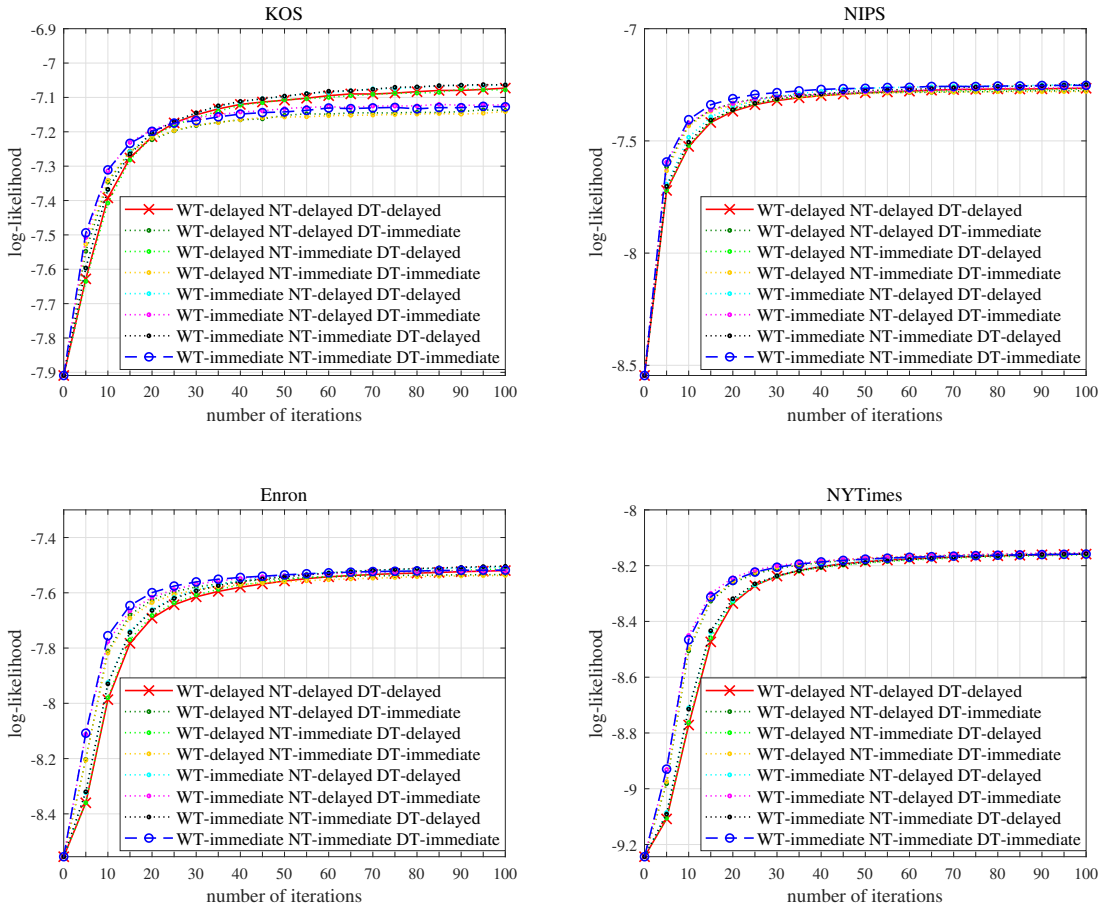 KOS
-6.9
-7
-7.1
-7.2
-7.3
-7.4
-7.5
-7.6
-7.7
-7.8
-7.9
log-likelihood
WT-delayed NT-delayed DT-delayed
WT-delayed NT-delayed DT-immediate
WT-delayed NT-immediate DT-delayed
WT-delayed NT-immediate DT-immediate
WT-immediate NT-delayed DT-delayed
WT-immediate NT-delayed DT-immediate
WT-immediate NT-immediate DT-delayed
WT-immediate NT-immediate DT-immediate
0 10 20 30 40 50 60 70 80 90 100
number of iterations
NIPS
-7
-7.5
-8
-8.5
log-likelihood
WT-delayed NT-delayed DT-delayed
WT-delayed NT-delayed DT-immediate
WT-delayed NT-immediate DT-delayed
WT-delayed NT-immediate DT-immediate
WT-immediate NT-delayed DT-delayed
WT-immediate NT-delayed DT-immediate
WT-immediate NT-immediate DT-delayed
WT-immediate NT-immediate DT-immediate
0 10 20 30 40 50 60 70 80 90 100
number of iterations
Enron
-7.4
-7.6
-7.8
-8
-8.2
-8.4
log-likelihood
WT-delayed NT-delayed DT-delayed
WT-delayed NT-delayed DT-immediate
WT-delayed NT-immediate DT-delayed
WT-delayed NT-immediate DT-immediate
WT-immediate NT-delayed DT-delayed
WT-immediate NT-delayed DT-immediate
WT-immediate NT-immediate DT-delayed
WT-immediate NT-immediate DT-immediate
0 10 20 30 40 50 60 70 80 90 100
number of iterations
NYTimes
-8
-8.2
-8.4
-8.6
-8.8
-9
-9.2
log-likelihood
WT-delayed NT-delayed DT-delayed
WT-delayed NT-delayed DT-immediate
WT-delayed NT-immediate DT-delayed
WT-delayed NT-immediate DT-immediate
WT-immediate NT-delayed DT-delayed
WT-immediate NT-delayed DT-immediate
WT-immediate NT-immediate DT-delayed
WT-immediate NT-immediate DT-immediate
0 10 20 30 40 50 60 70 80 90 100
number of iterations